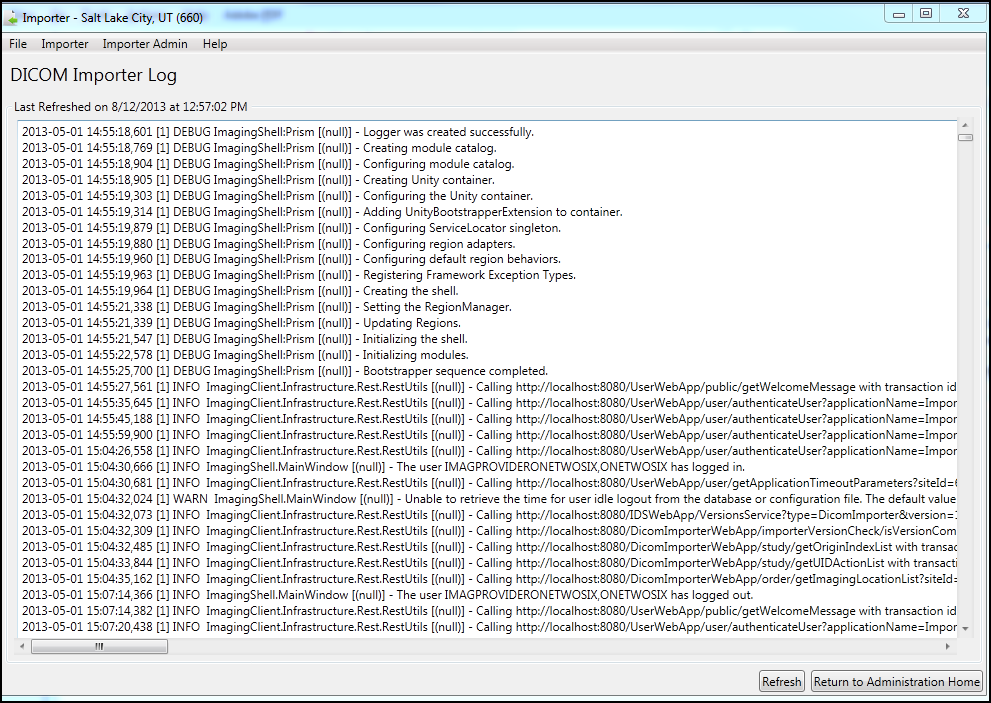 Importer - Salt Lake City, UT (660)
File Importer Importer Admin Help
DICOM Importer Log
Last Refreshed on 8/12/2013 at 12:57:02 PM
2013-05-01 14:55:18,601 [1] DEBUG ImagingShell:Prism [(null)] - Logger was created successfully.
2013-05-01 14:55:18,769 [1] DEBUG ImagingShell:Prism [(null)] - Creating module catalog.
2013-05-01 14:55:18,904 [1] DEBUG ImagingShell:Prism [(null)] - Configuring module catalog.
2013-05-01 14:55:18,905 [1] DEBUG ImagingShell:Prism [(null)] - Creating Unity container.
2013-05-01 14:55:19,303 [1] DEBUG ImagingShell:Prism [(null)] - Configuring the Unity container.
2013-05-01 14:55:19,314 [1] DEBUG ImagingShell:Prism [(null)] - Adding UnityBootstrapperExtension to container.
2013-05-01 14:55:19,879 [1] DEBUG ImagingShell:Prism [(null)] - Configuring ServiceLocator singleton.
2013-05-01 14:55:19,880 [1] DEBUG ImagingShell:Prism [(null)] - Configuring region adapters.
2013-05-01 14:55:19,960 [1] DEBUG ImagingShell:Prism [(null)] - Configuring default region behaviors.
2013-05-01 14:55:19,963 [1] DEBUG ImagingShell:Prism [(null)] - Registering Framework Exception Types.
2013-05-01 14:55:19,964 [1] DEBUG ImagingShell:Prism [(null)] - Creating the shell.
2013-05-01 14:55:21,338 [1] DEBUG ImagingShell:Prism [(null)] - Setting the RegionManager.
2013-05-01 14:55:21,339 [1] DEBUG ImagingShell:Prism [(null)] - Updating Regions.
2013-05-01 14:55:21,547 [1] DEBUG ImagingShell:Prism [(null)] - Initializing the shell.
2013-05-01 14:55:22,578 [1] DEBUG ImagingShell:Prism [(null)] - Initializing modules.
2013-05-01 14:55:25,700 [1] DEBUG ImagingShell:Prism [(null)] - Bootstrapper sequence completed.
2013-05-01 14:55:27,561 [1] INFO ImagingClient.Infrastructure.Rest.RestUtils [(null)] - Calling http://localhost:8080/UserWebApp/public/getWelcomeMessage with transaction id
2013-05-01 14:55:35,645 [1] INFO ImagingClient.Infrastructure.Rest.RestUtils [(null)] - Calling http://localhost:8080/UserWebApp/user/authenticateUser?applicationName=Impor
2013-05-01 14:55:45,188 [1] INFO ImagingClient.Infrastructure.Rest.RestUtils [(null)] - Calling http://localhost:8080/UserWebApp/user/authenticateUser?applicationName=Impor
2013-05-01 14:55:59,900 [1] INFO ImagingClient.Infrastructure.Rest.RestUtils [(null)] - Calling http://localhost:8080/UserWebApp/user/authenticateUser?applicationName=Impor
2013-05-01 15:04:26,558 [1] INFO ImagingClient.Infrastructure.Rest.RestUtils [(null)] - Calling http://localhost:8080/UserWebApp/user/authenticateUser?applicationName=Impor
2013-05-01 15:04:30,666 [1] INFO ImagingShell.MainWindow [(null)] - The user IMAGPROVIDERONETWOSIX,ONETWOSIX has logged in.
2013-05-01 15:04:30,681 [1] INFO ImagingClient.Infrastructure.Rest.RestUtils [(null)] - Calling http://localhost:8080/UserWebApp/user/getApplicationTimeoutParameters?siteId=6
2013-05-01 15:04:32,024 [1] WARN ImagingShell.MainWindow [(null)] - Unable to retrieve the time for user idle logout from the database or configuration file. The default value
2013-05-01 15:04:32,073 [1] INFO ImagingClient.Infrastructure.Rest.RestUtils [(null)] - Calling http://localhost:8080/IDSWebApp/VersionsService?type=DicomImporter&version=1
2013-05-01 15:04:32,309 [1] INFO ImagingClient.Infrastructure.Rest.RestUtils [(null)] - Calling http://localhost:8080/DicomImporterWebApp/importerVersionCheck/isVersionCom
2013-05-01 15:04:32,485 [1] INFO ImagingClient.Infrastructure.Rest.RestUtils [(null)] - Calling http://localhost:8080/DicomImporterWebApp/study/getOriginIndexList with transac
2013-05-01 15:04:33,844 [1] INFO ImagingClient.Infrastructure.Rest.RestUtils [(null)] - Calling http://localhost:8080/DicomImporterWebApp/study/getUIDActionList with transacti
2013-05-01 15:04:35,162 [1] INFO ImagingClient.Infrastructure.Rest.RestUtils [(null)] - Calling http://localhost:8080/DicomImporterWebApp/order/getImagingLocationList?siteId=
2013-05-01 15:07:14,366 [1] INFO ImagingShell.MainWindow [(null)] - The user IMAGPROVIDERONETWOSIX,ONETWOSIX has logged out.
2013-05-01 15:07:14,382 [1] INFO ImagingClient.Infrastructure.Rest.RestUtils [(null)] - Calling http://localhost:8080/UserWebApp/public/getWelcomeMessage with transaction id
2013-05-01 15:07:20,438 [1] INFO ImagingClient.Infrastructure.Rest.RestUtils [(null)] - Calling http://localhost:8080/UserWebApp/user/authenticateUser?applicationName=Impor
Refresh Return to Administration Home